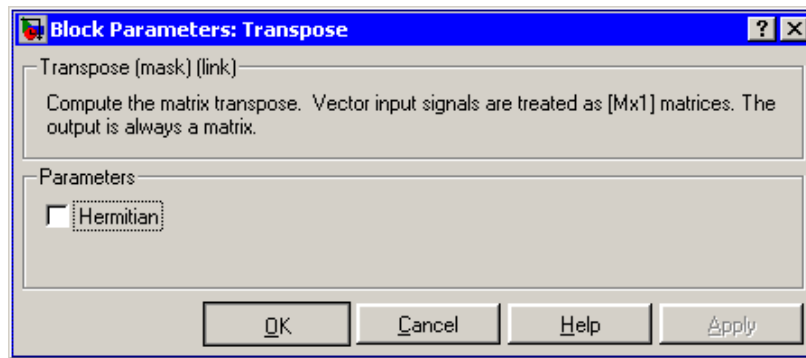 Block Parameters: Transpose
Transpose (mask) (link)
Compute the matrix transpose.  Vector input signals are treated as [Mx1] matrices. The
output is always a matrix.
Parameters
Hermitian
OK
Cancel
Help
Apply